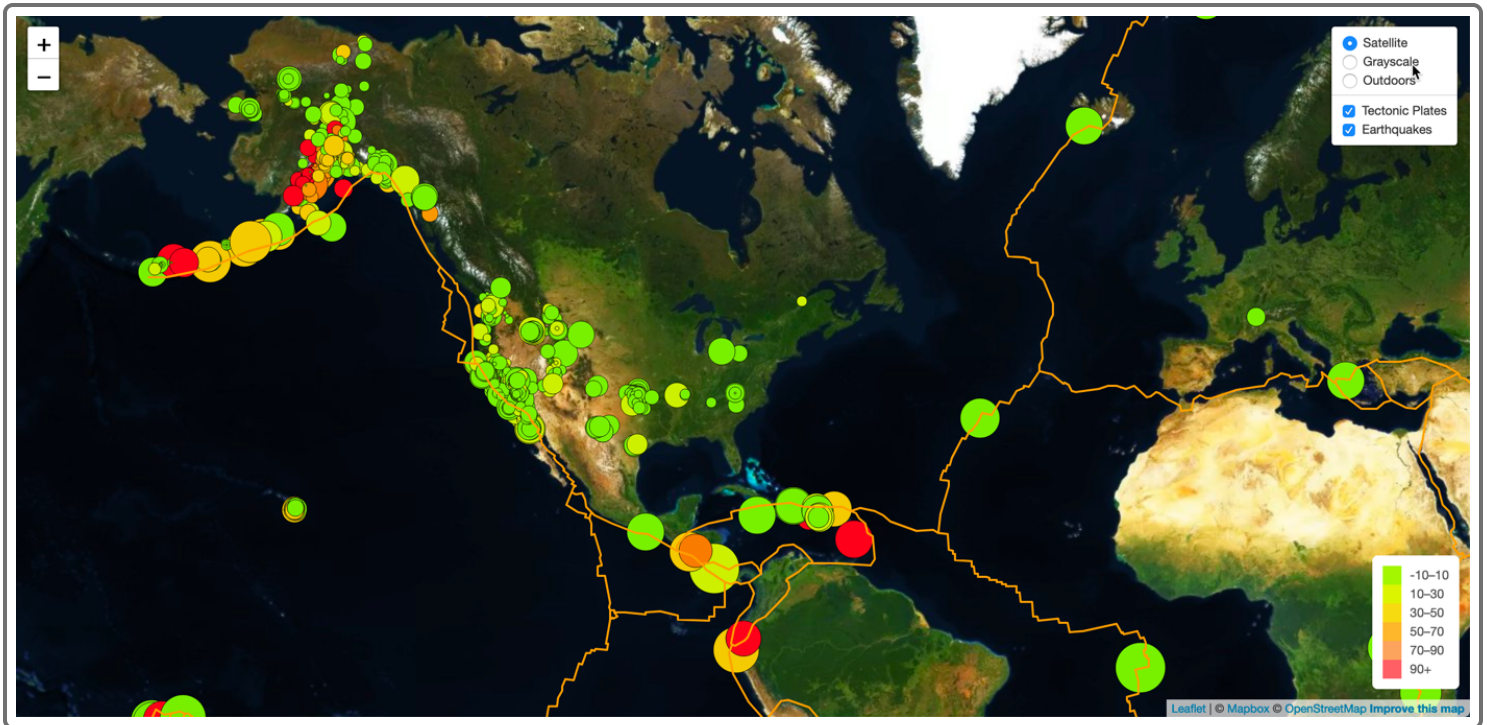 +
−
Satellite
Grayscale
Outdoors
Tectonic Plates
Earthquakes
-10–10
10–30
30–50
50–70
70–90
90+
Leaflet | © Mapbox © OpenStreetMap Improve this map